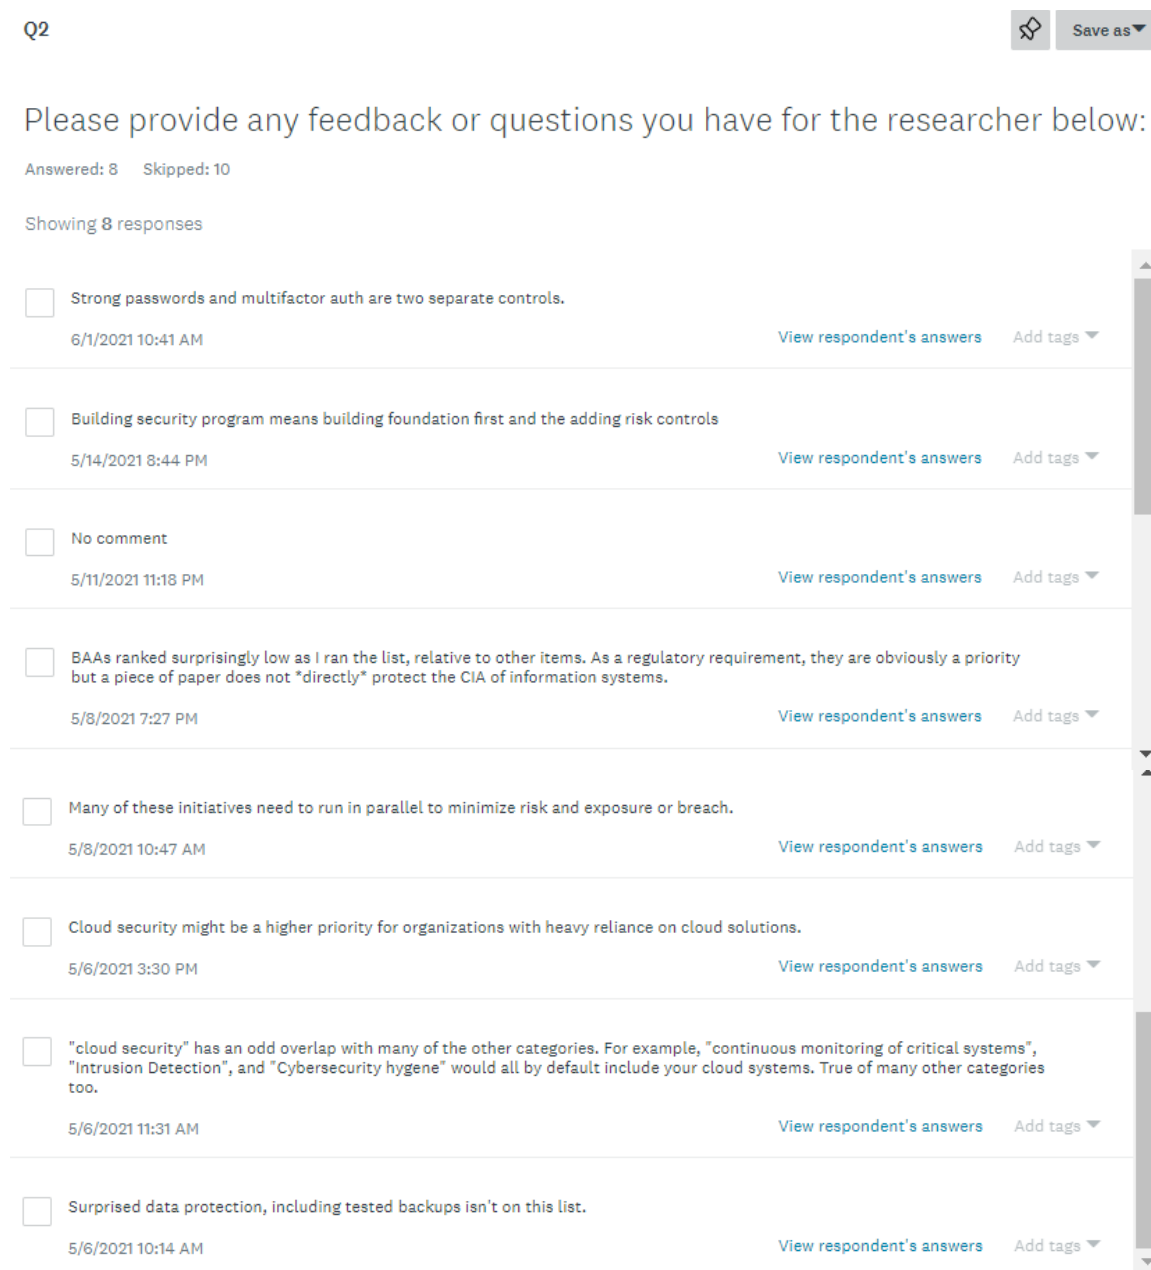 Q2
Save as
Please provide any feedback or questions you have for the researcher below:
Answered: 8 Skipped: 10
Showing 8 responses
Strong passwords and multifactor auth are two separate controls.
6/1/2021 10:41 AM View respondent's answers Add tags
Building security program means building foundation first and the adding risk controls
5/14/2021 8:44 PM View respondent's answers Add tags
No comment
5/11/2021 11:18 PM View respondent's answers Add tags
BAAs ranked surprisingly low as I ran the list, relative to other items. As a regulatory requirement, they are obviously a priority
but a piece of paper does not *directly* protect the CIA of information systems.
5/8/2021 7:27 PM View respondent's answers Add tags
Many of these initiatives need to run in parallel to minimize risk and exposure or breach.
5/8/2021 10:47 AM View respondent's answers Add tags
Cloud security might be a higher priority for organizations with heavy reliance on cloud solutions.
5/6/2021 3:30 PM View respondent's answers Add tags
"cloud security" has an odd overlap with many of the other categories. For example, "continuous monitoring of critical systems",
"Intrusion Detection", and "Cybersecurity hygene" would all by default include your cloud systems. True of many other categories
too.
5/6/2021 11:31 AM View respondent's answers Add tags
Surprised data protection, including tested backups isn't on this list.
5/6/2021 10:14 AM View respondent's answers Add tags